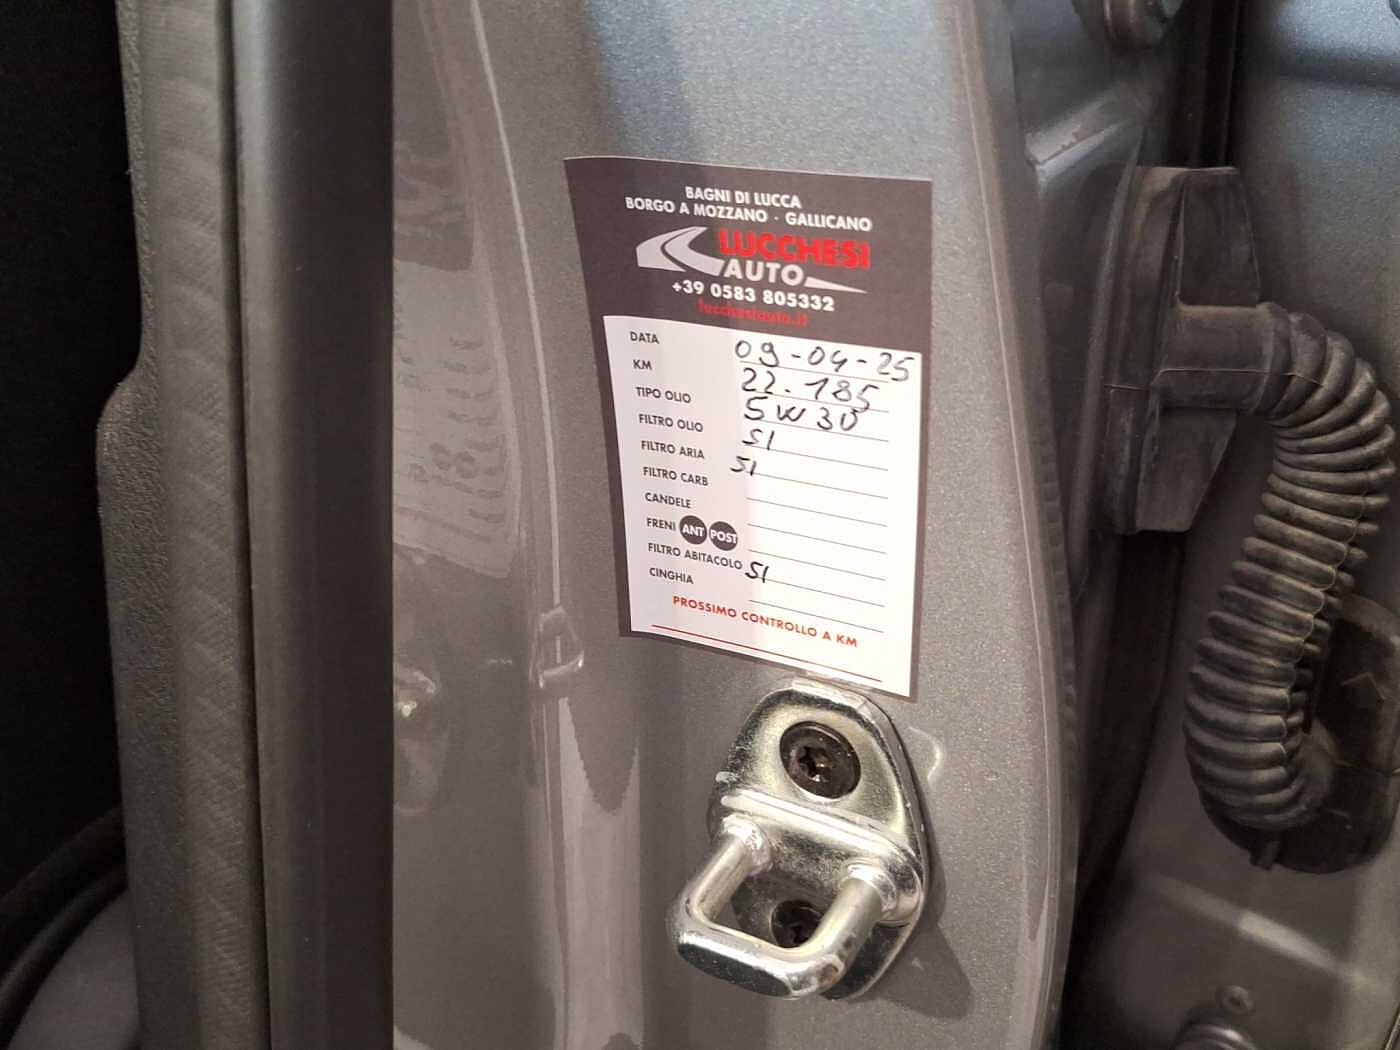 BAGNI DI LUCCA
BORGO A MOZZANO - GALLICANO
LUCCHESI
AUTO
+39 0583 805332
lucchesiauto.it
DATA 09-04-25
KM 22.185
TIPO OLIO 5W30
FILTRO OLIO SI
FILTRO ARIA SI
FILTRO CARB
CANDELE
FRENI ANT POST
FILTRO ABITACOLO SI
CINGHIA
PROSSIMO CONTROLLO A KM